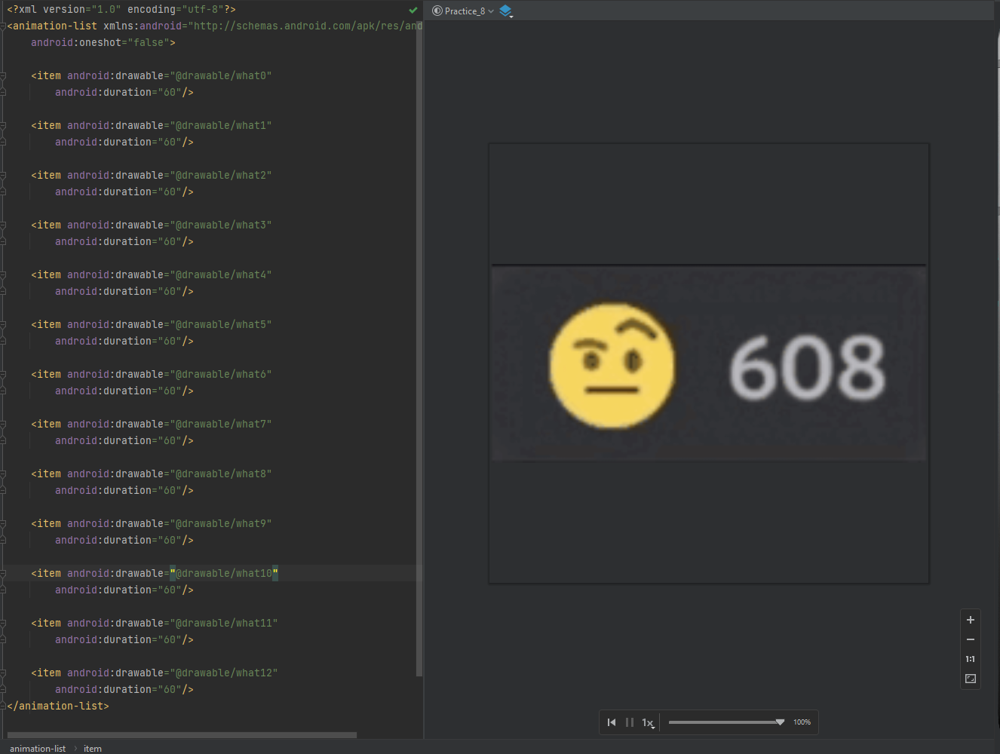 <?xml version="1.0" encoding="utf-8"?>
<animation-list xmlns:android="http://schemas.android.com/apk/res/and
    android:oneshot="false">
    <item android:drawable="@drawable/what0"
        android:duration="60"/>
    <item android:drawable="@drawable/what1"
        android:duration="60"/>
    <item android:drawable="@drawable/what2"
        android:duration="60"/>
    <item android:drawable="@drawable/what3"
        android:duration="60"/>
    <item android:drawable="@drawable/what4"
        android:duration="60"/>
    <item android:drawable="@drawable/what5"
        android:duration="60"/>
    <item android:drawable="@drawable/what6"
        android:duration="60"/>
    <item android:drawable="@drawable/what7"
        android:duration="60"/>
    <item android:drawable="@drawable/what8"
        android:duration="60"/>
    <item android:drawable="@drawable/what9"
        android:duration="60"/>
    <item android:drawable="@drawable/what10"
        android:duration="60"/>
    <item android:drawable="@drawable/what11"
        android:duration="60"/>
    <item android:drawable="@drawable/what12"
        android:duration="60"/>
</animation-list>
animation-list > item
Practice_8
608
1:1
1x
100%